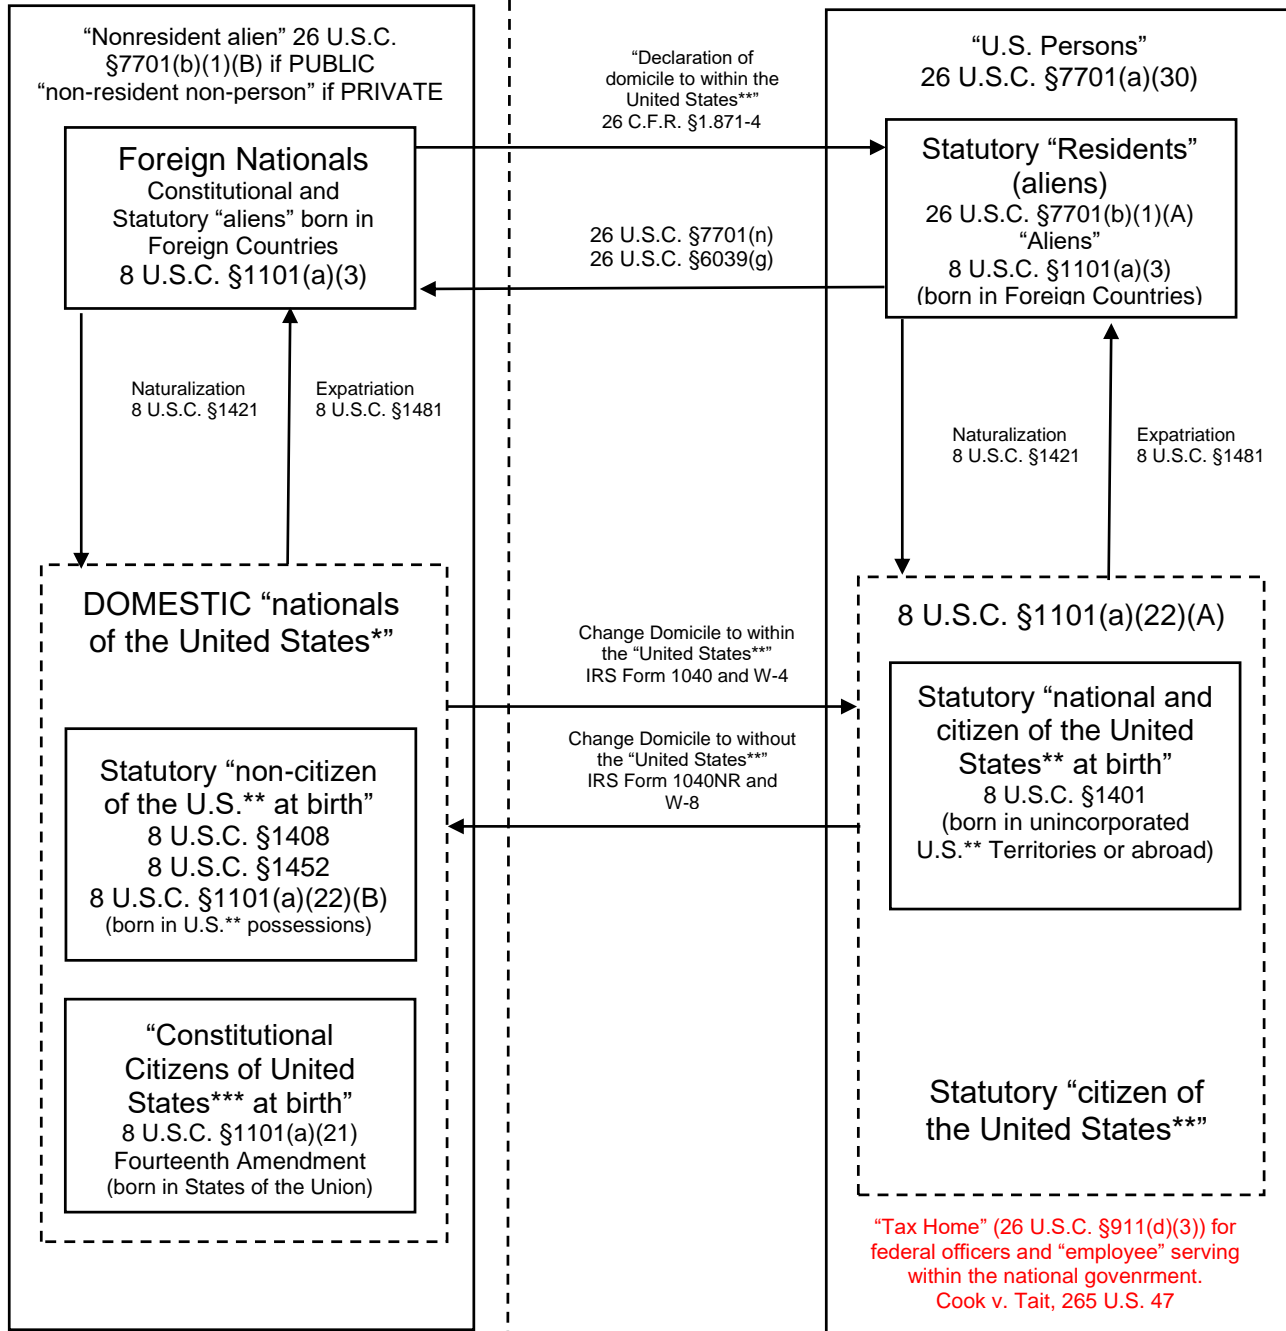 “Nonresident alien” 26 U.S.C.
§7701(b)(1)(B) if PUBLIC
“non-resident non-person” if PRIVATE
Foreign Nationals
Constitutional and
Statutory “aliens” born in
Foreign Countries
8 U.S.C. §1101(a)(3)
“Declaration of
domicile to within the
United States**”
26 C.F.R. §1.871-4
26 U.S.C. §7701(n)
26 U.S.C. §6039(g)
“U.S. Persons”
26 U.S.C. §7701(a)(30)
Statutory “Residents”
(aliens)
26 U.S.C. §7701(b)(1)(A)
“Aliens”
8 U.S.C. §1101(a)(3)
(born in Foreign Countries)
Naturalization
8 U.S.C. §1421
Expatriation
8 U.S.C. §1481
Naturalization
8 U.S.C. §1421
Expatriation
8 U.S.C. §1481
DOMESTIC “nationals
of the United States*”
Statutory “non-citizen
of the U.S.** at birth”
8 U.S.C. §1408
8 U.S.C. §1452
8 U.S.C. §1101(a)(22)(B)
(born in U.S.** possessions)
“Constitutional
Citizens of United
States*** at birth”
8 U.S.C. §1101(a)(21)
Fourteenth Amendment
(born in States of the Union)
Change Domicile to within
the “United States**”
IRS Form 1040 and W-4
Change Domicile to without
the “United States**”
IRS Form 1040NR and
W-8
8 U.S.C. §1101(a)(22)(A)
Statutory “national and
citizen of the United
States** at birth”
8 U.S.C. §1401
(born in unincorporated
U.S.** Territories or abroad)
Statutory “citizen of
the United States**”
“Tax Home” (26 U.S.C. §911(d)(3)) for
federal officers and “employee” serving
within the national govenrment.
Cook v. Tait, 265 U.S. 47